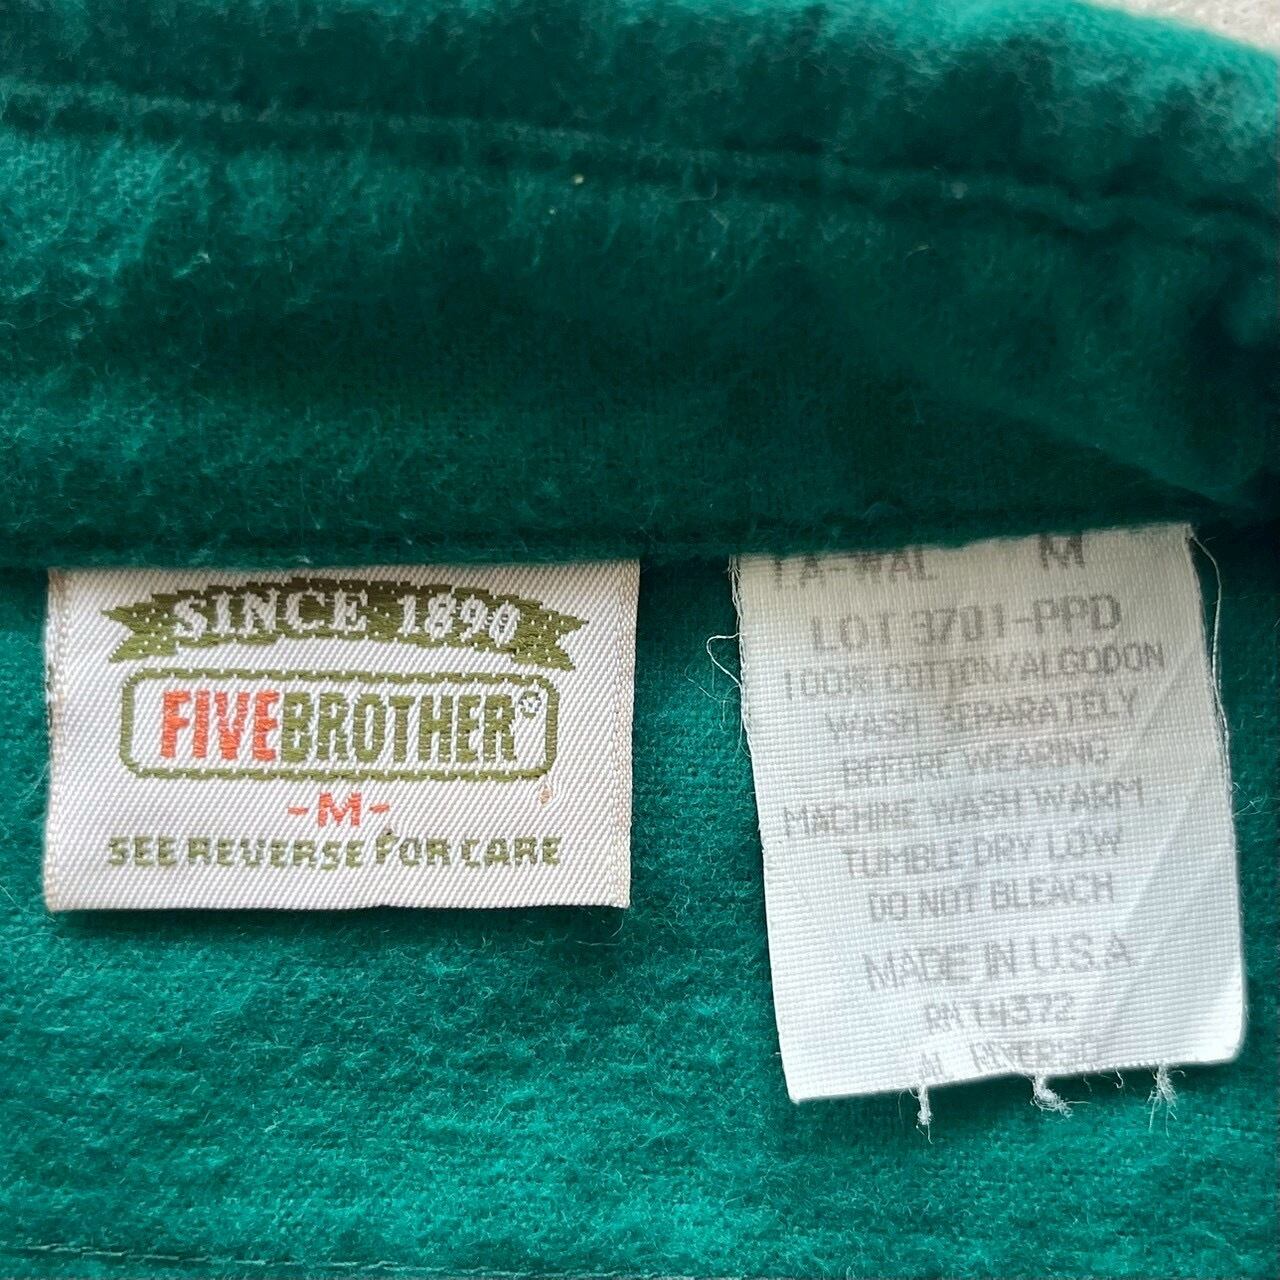 SINCE 1890
FIVEBROTHER®
-M-
SEE REVERSE FOR CARE
M
LOT 3701-PPD
100% COTTON/ALGODON
WASH SEPARATELY
BEFORE WEARING
MACHINE WASH WARM
TUMBLE DRY LOW
DO NOT BLEACH
MADE IN U.S.A
RN 14372
REVERSO